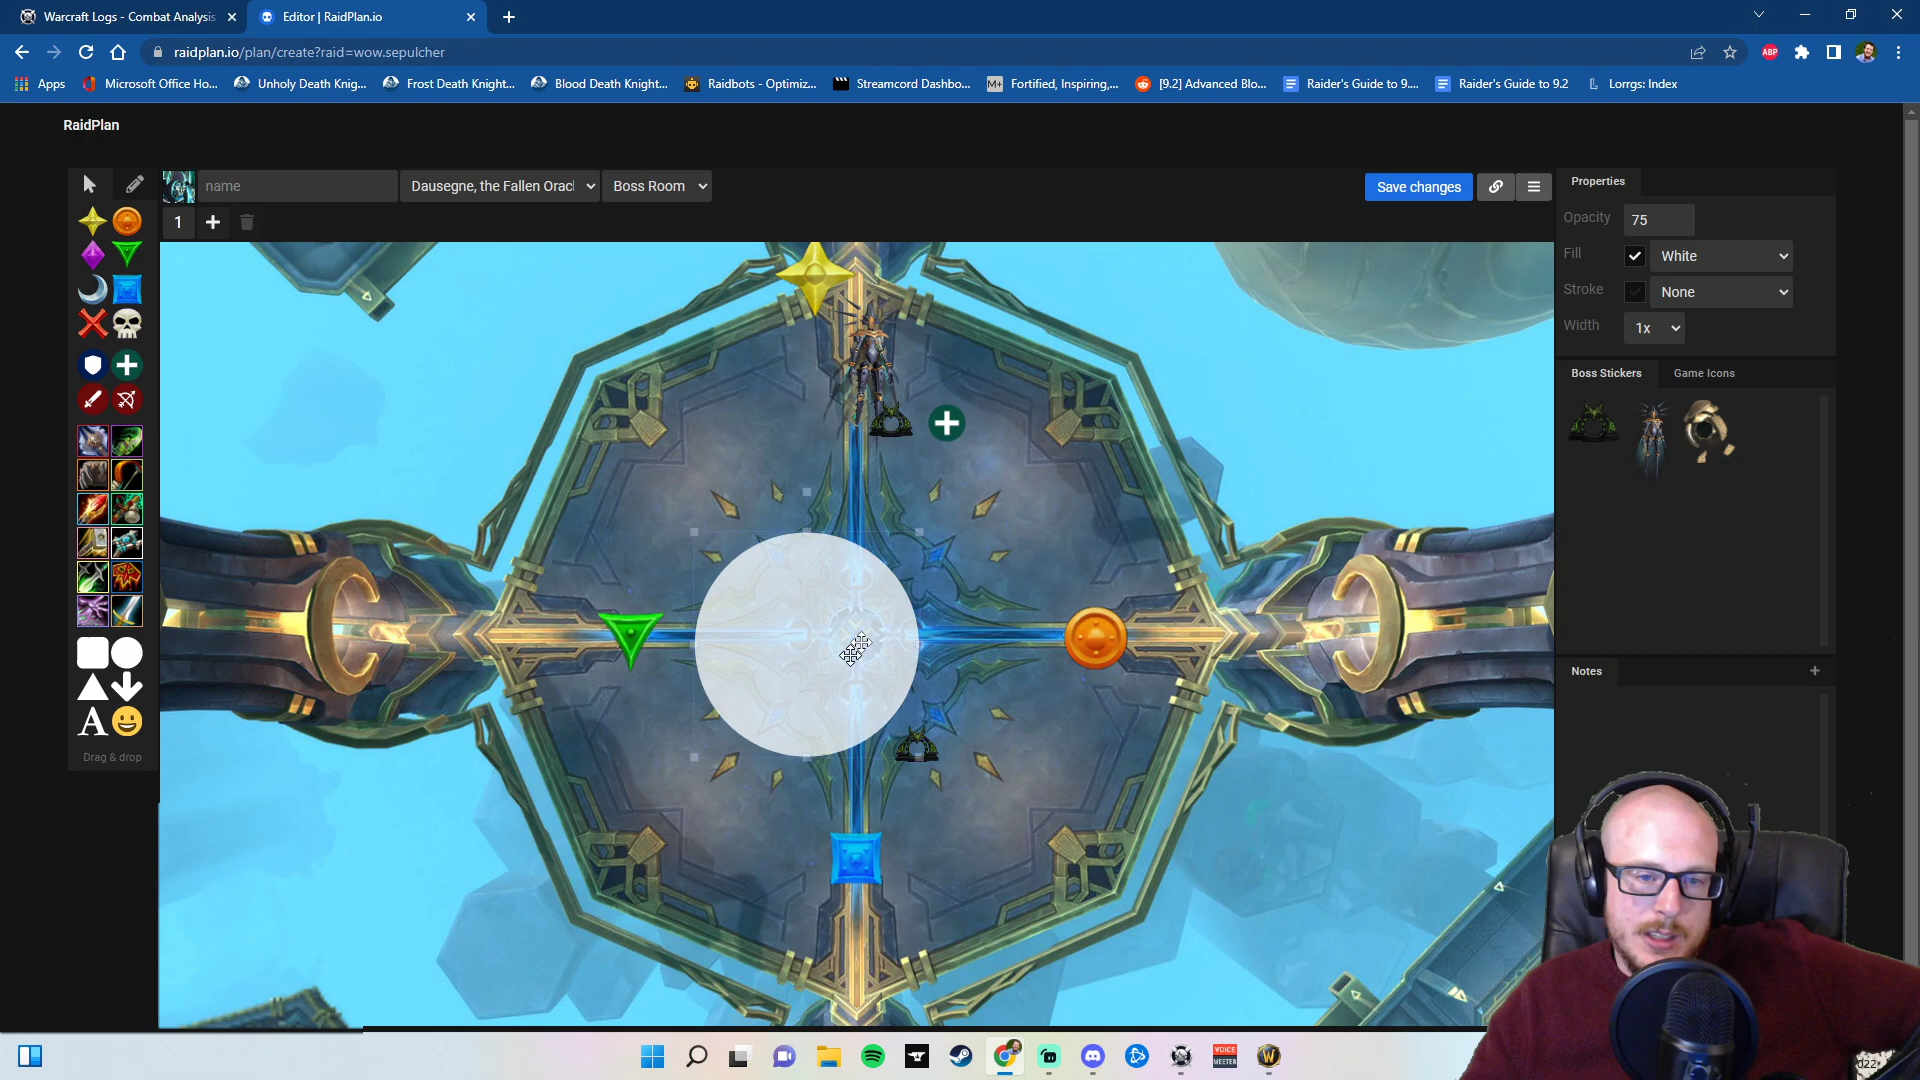 Warcraft Logs - Combat Analysis
Editor | RaidPlan.io
raidplan.io/plan/create?raid=wow.sepulcher
ABP
Apps
Microsoft Office Ho...
Unholy Death Knig...
Frost Death Knight...
Blood Death Knight...
Raidbots - Optimiz...
Streamcord Dashbo...
M+
Fortified, Inspiring,...
[9.2] Advanced Blo...
Raider's Guide to 9....
Raider's Guide to 9.2
Lorrgs: Index
RaidPlan
name
Dausegne, the Fallen Oracl
Boss Room
Save changes
1
Properties
Opacity
75
Fill
White
Stroke
None
Width
1x
Boss Stickers
Game Icons
Notes
A
Drag & drop
VOICE
MEETER
W